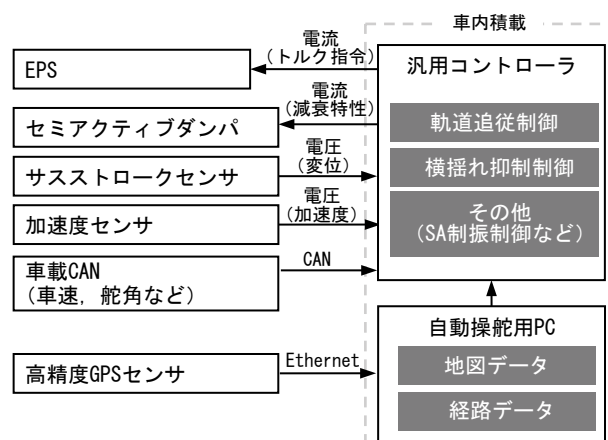 車内積載
電流
(トルク指令)
EPS
汎用コントローラ
電流
(減衰特性)
セミアクティブダンパ
軌道追従制御
電圧
(変位)
サスストロークセンサ
横揺れ抑制制御
電圧
(加速度)
加速度センサ
その他
(SA制振制御など)
車載CAN
(車速，舵角など)
CAN
自動操舵用PC
高精度GPSセンサ
Ethernet
地図データ
経路データ